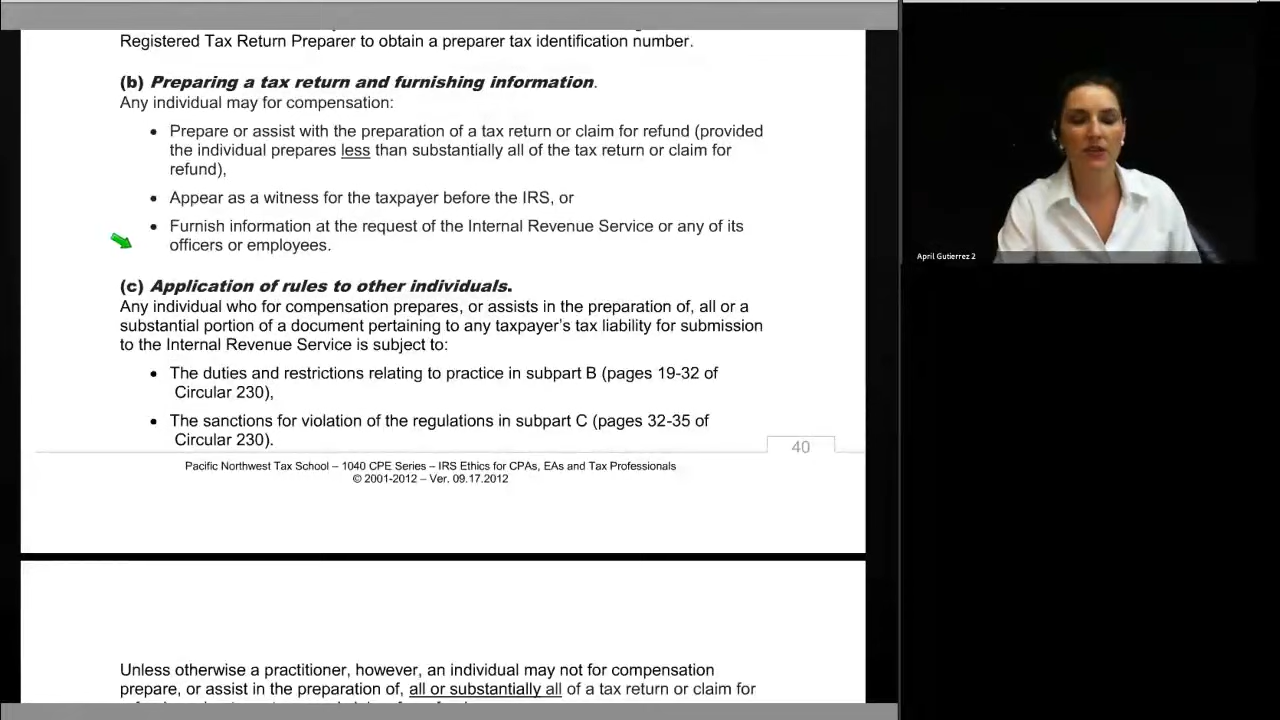 Registered Tax Return Preparer to obtain a preparer tax identification number.
(b) Preparing a tax return and furnishing information.
Any individual may for compensation:
• Prepare or assist with the preparation of a tax return or claim for refund (provided
the individual prepares less than substantially all of the tax return or claim for
refund),
• Appear as a witness for the taxpayer before the IRS, or
• Furnish information at the request of the Internal Revenue Service or any of its
officers or employees.
(c) Application of rules to other individuals.
Any individual who for compensation prepares, or assists in the preparation of, all or a
substantial portion of a document pertaining to any taxpayer's tax liability for submission
to the Internal Revenue Service is subject to:
• The duties and restrictions relating to practice in subpart B (pages 19-32 of
Circular 230),
• The sanctions for violation of the regulations in subpart C (pages 32-35 of
Circular 230).
40
Pacific Northwest Tax School – 1040 CPE Series – IRS Ethics for CPAs, EAs and Tax Professionals
© 2001-2012 – Ver. 09.17.2012
Unless otherwise a practitioner, however, an individual may not for compensation
prepare, or assist in the preparation of, all or substantially all of a tax return or claim for
April Gutierrez 2